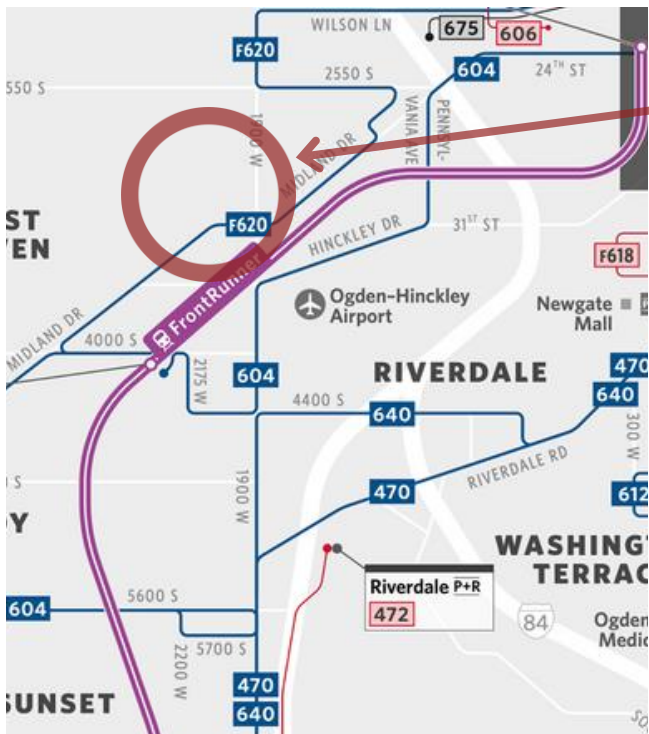 WILSON LN
675
606
F620
604
24TH ST
2550 S
550 S
1900 W
PENNSYL-
VANIA AVE
MIDLAND DR
F620
HINCKLEY DR
31ST ST
ST
EN
F618
FrontRunner
Ogden-Hinckley
Airport
Newgate
Mall
MIDLAND DR
4000 S
2175 W
604
RIVERDALE
470
640
4400 S
640
300 W
RIVERDALE RD
470
1900 W
612
S
Y
WASHING
TERRAC
Riverdale P+R
472
84
Ogden
Medic
604
5600 S
5700 S
2200 W
470
640
SUNSET
SO